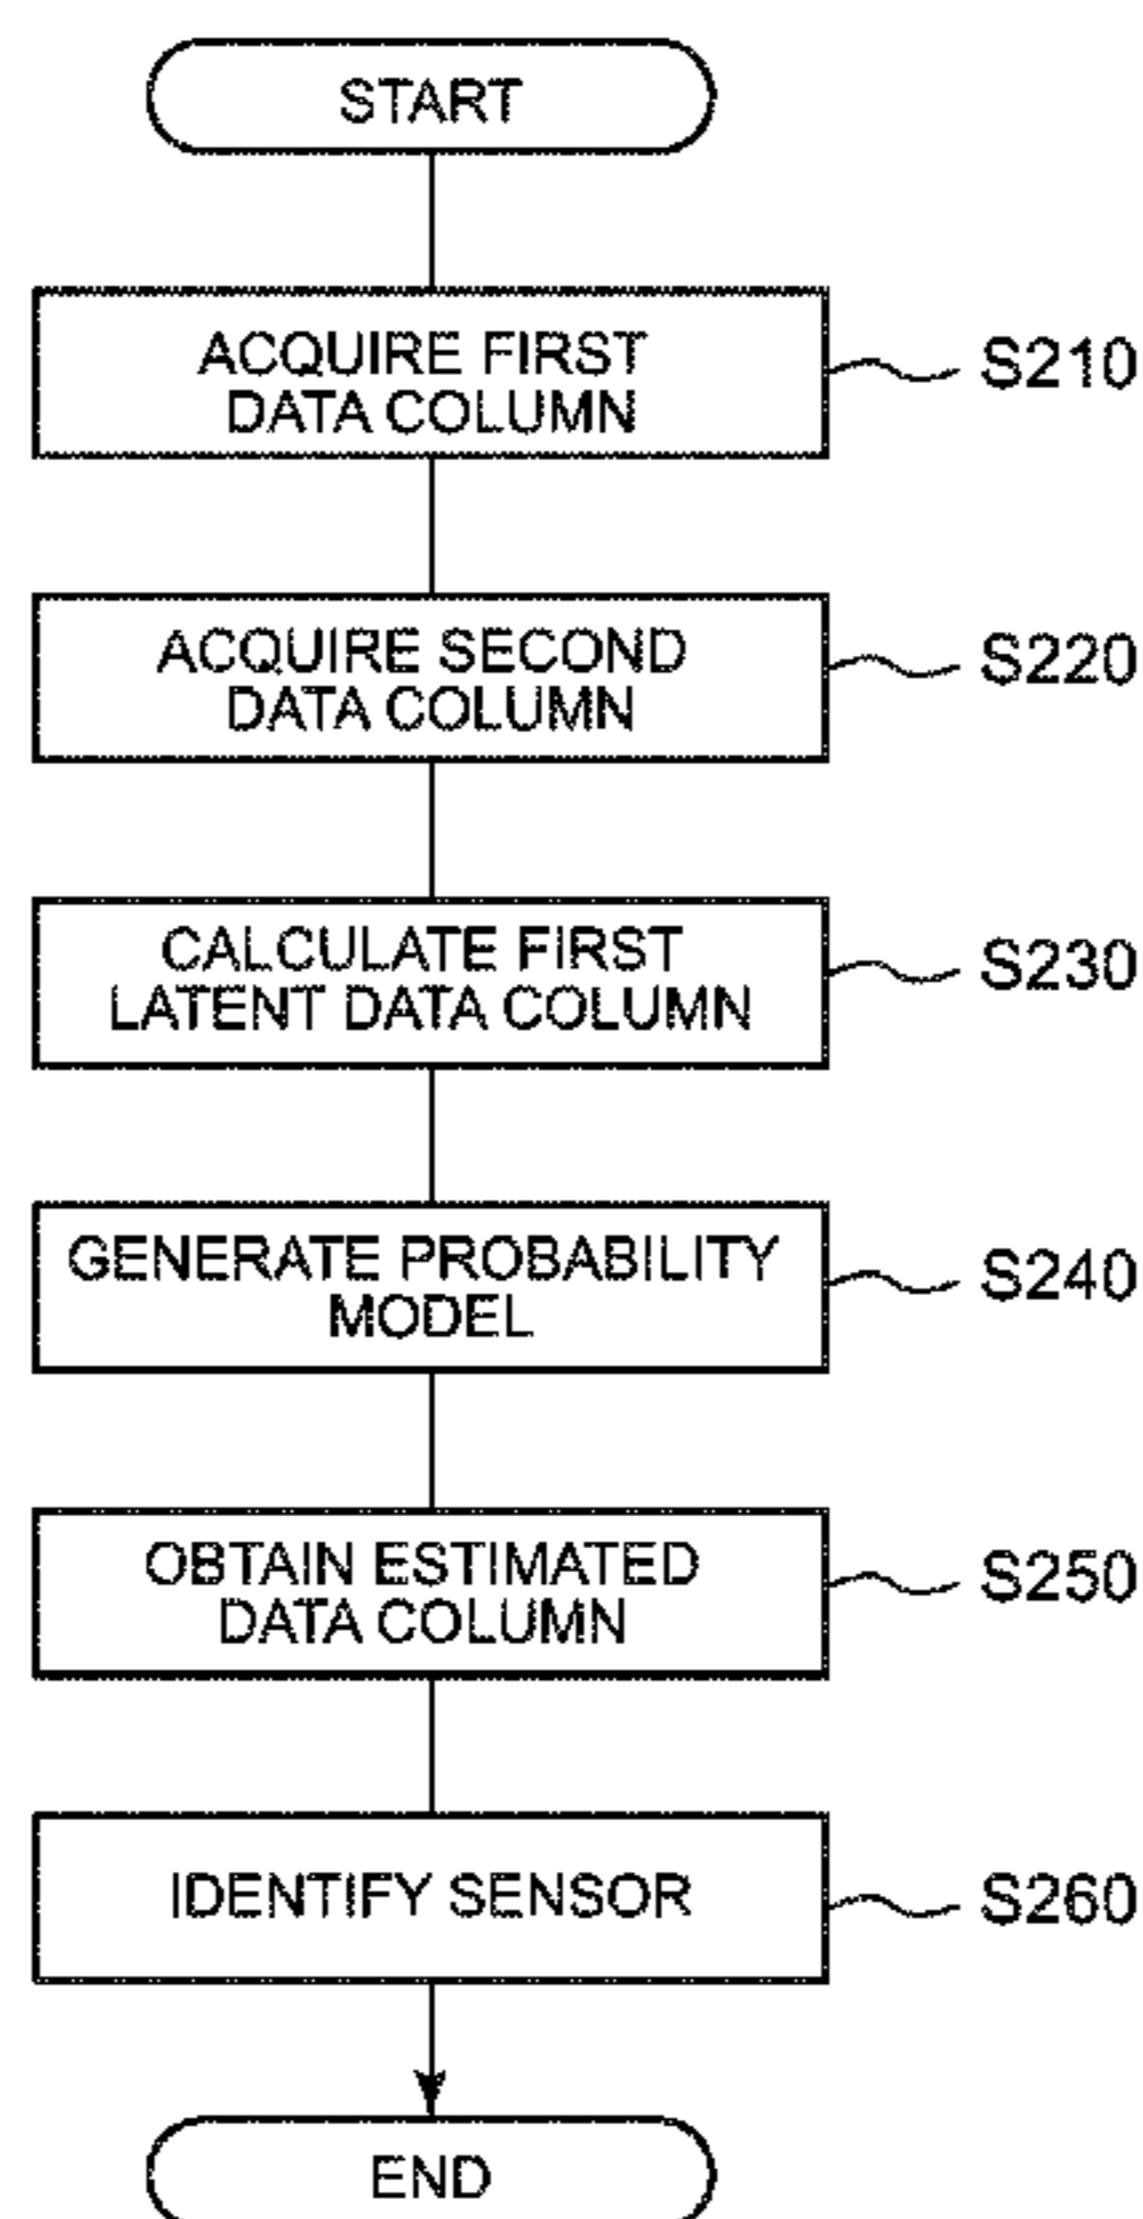 START
ACQUIRE FIRST
DATA COLUMN
S210
ACQUIRE SECOND
DATA COLUMN
S220
CALCULATE FIRST
LATENT DATA COLUMN
S230
GENERATE PROBABILITY
MODEL
S240
OBTAIN ESTIMATED
DATA COLUMN
S250
IDENTIFY SENSOR
S260
END